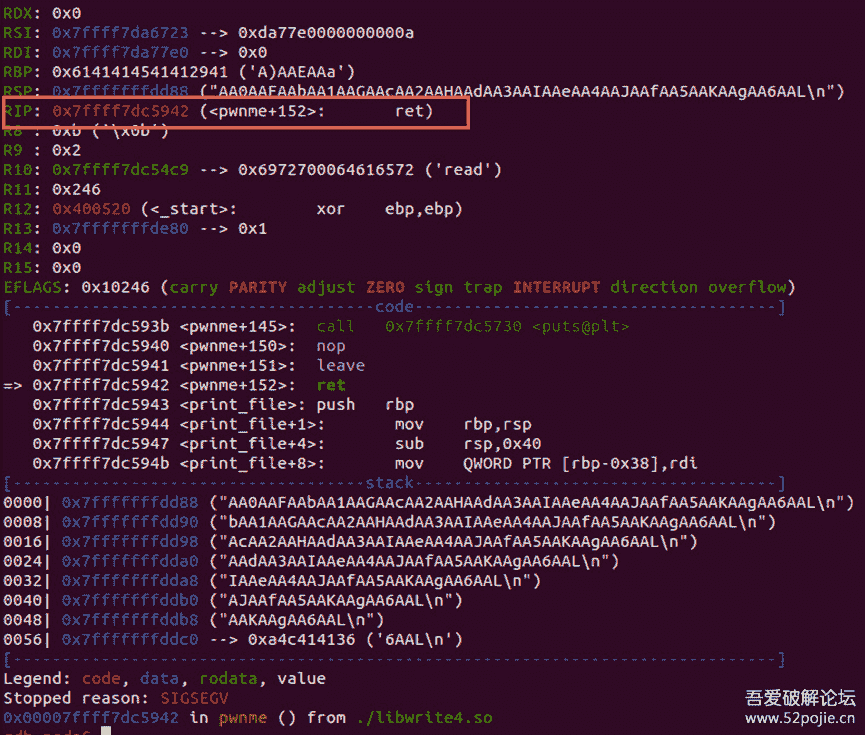 RDX: 0x0
RSI: 0x7ffff7da6723 --> 0xda77e0000000000a
RDI: 0x7ffff7da77e0 --> 0x0
RBP: 0x6141414541412941 ('A)AAEAAa')
RSP: 0x7fffffffdd88 ("AA0AAFAAbAA1AAGAAcAA2AAHAAdAA3AAIAAeAA4AAJAAfAA5AAKAAgAA6AAL\n")
RIP: 0x7ffff7dc5942 (<pwnme+152>: ret)
R8 : 0xb ('\x0b')
R9 : 0x2
R10: 0x7ffff7dc54c9 --> 0x6972700064616572 ('read')
R11: 0x246
R12: 0x400520 (<_start>: xor ebp,ebp)
R13: 0x7fffffffde80 --> 0x1
R14: 0x0
R15: 0x0
EFLAGS: 0x10246 (carry PARITY adjust ZERO sign trap INTERRUPT direction overflow)
[-------------------------------------code-------------------------------------]
0x7ffff7dc593b <pwnme+145>: call 0x7ffff7dc5730 <puts@plt>
0x7ffff7dc5940 <pwnme+150>: nop
0x7ffff7dc5941 <pwnme+151>: leave
=> 0x7ffff7dc5942 <pwnme+152>: ret
0x7ffff7dc5943 <print_file>: push rbp
0x7ffff7dc5944 <print_file+1>: mov rbp,rsp
0x7ffff7dc5947 <print_file+4>: sub rsp,0x40
0x7ffff7dc594b <print_file+8>: mov QWORD PTR [rbp-0x38],rdi
[------------------------------------stack-------------------------------------]
0000| 0x7fffffffdd88 ("AA0AAFAAbAA1AAGAAcAA2AAHAAdAA3AAIAAeAA4AAJAAfAA5AAKAAgAA6AAL\n")
0008| 0x7fffffffdd90 ("bAA1AAGAAcAA2AAHAAdAA3AAIAAeAA4AAJAAfAA5AAKAAgAA6AAL\n")
0016| 0x7fffffffdd98 ("AcAA2AAHAAdAA3AAIAAeAA4AAJAAfAA5AAKAAgAA6AAL\n")
0024| 0x7fffffffdda0 ("AAdAA3AAIAAeAA4AAJAAfAA5AAKAAgAA6AAL\n")
0032| 0x7fffffffdda8 ("IAAeAA4AAJAAfAA5AAKAAgAA6AAL\n")
0040| 0x7fffffffddb0 ("AJAAfAA5AAKAAgAA6AAL\n")
0048| 0x7fffffffddb8 ("AAKAAgAA6AAL\n")
0056| 0x7fffffffddc0 --> 0xa4c414136 ('6AAL\n')
[------------------------------------------------------------------------------]
Legend: code, data, rodata, value
Stopped reason: SIGSEGV
0x00007ffff7dc5942 in pwnme () from ./libwrite4.so
吾爱破解论坛
www.52pojie.cn